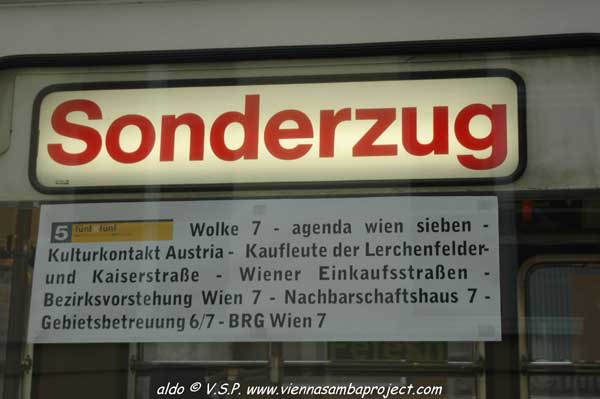 Sonderzug
5 fünf fünf Wolke 7 - agenda wien sieben -
Kulturkontakt Austria - Kaufleute der Lerchenfelder-
und Kaiserstraße - Wiener Einkaufsstraßen -
Bezirksvorstehung Wien 7 - Nachbarschaftshaus 7 -
Gebietsbetreuung 6/7 - BRG Wien 7
aldo © V.S.P. www.viennasambaproject.com